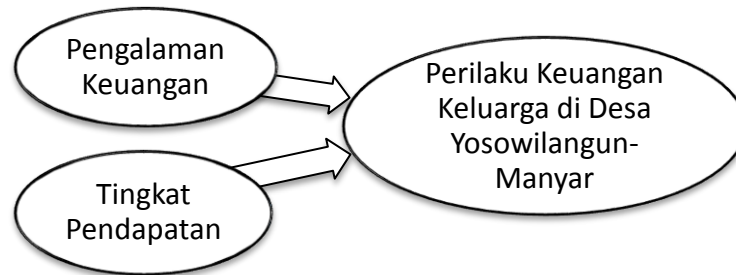 Pengalaman
Keuangan
Perilaku Keuangan
Keluarga di Desa
Yosowilangun-
Manyar
Tingkat
Pendapatan